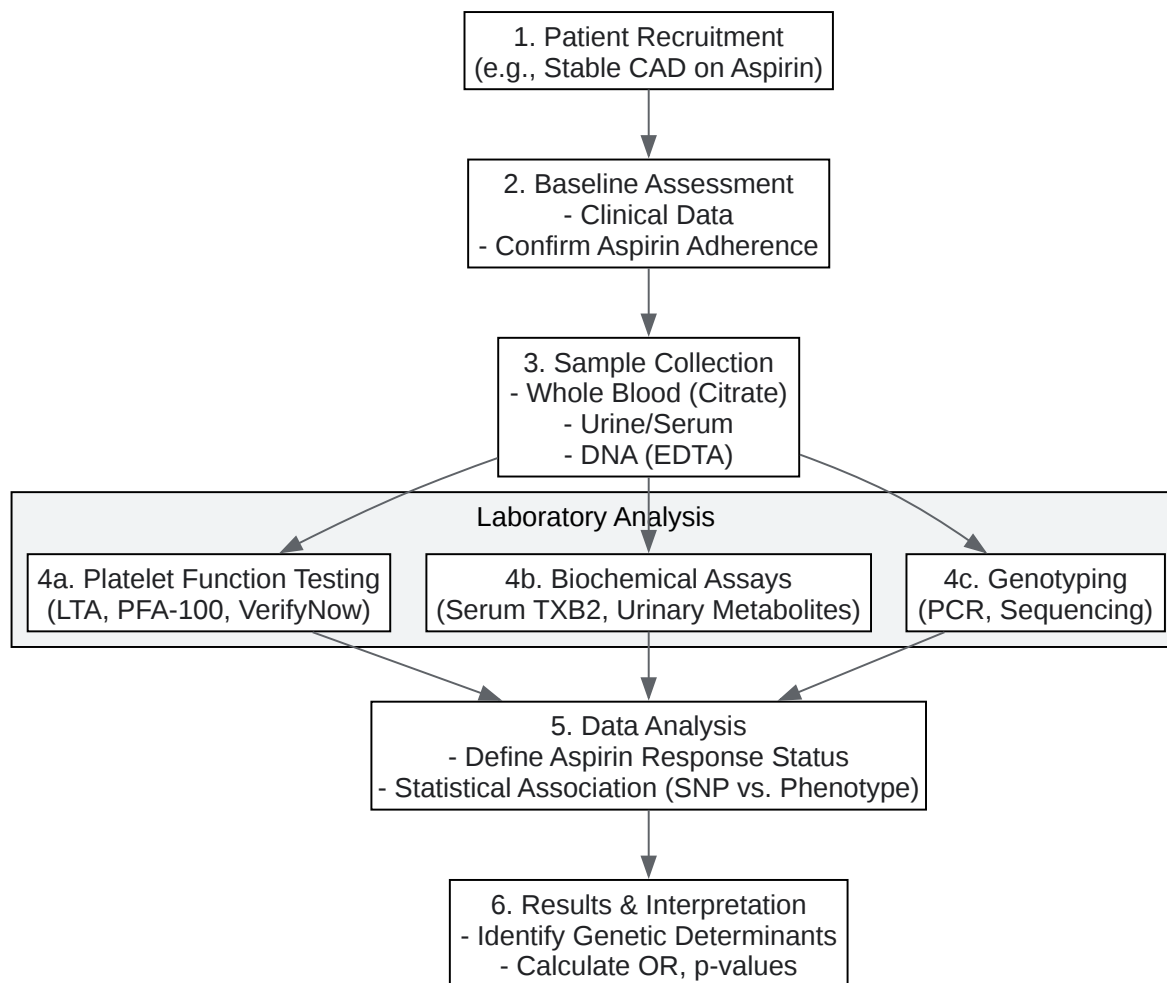 1. Patient Recruitment
(e.g., Stable CAD on Aspirin)
2. Baseline Assessment
- Clinical Data
- Confirm Aspirin Adherence
3. Sample Collection
- Whole Blood (Citrate)
- Urine/Serum
- DNA (EDTA)
Laboratory Analysis
4a. Platelet Function Testing
(LTA, PFA-100, VerifyNow)
4b. Biochemical Assays
(Serum TXB2, Urinary Metabolites)
4c. Genotyping
(PCR, Sequencing)
5. Data Analysis
- Define Aspirin Response Status
- Statistical Association (SNP vs. Phenotype)
6. Results & Interpretation
- Identify Genetic Determinants
- Calculate OR, p-values